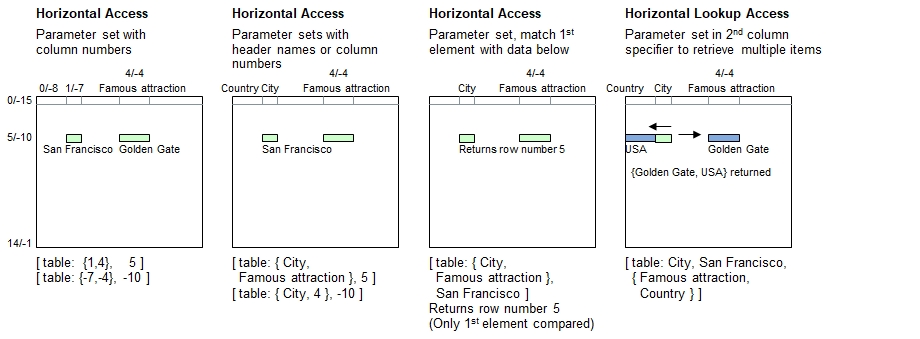 Horizontal Access
Parameter set with
column numbers
4/-4
0/-8 1/-7 Famous attraction
0/-15
5/-10
San Francisco Golden Gate
14/-1
[ table: {1,4}, 5 ]
[ table: {-7,-4}, -10 ]
Horizontal Access
Parameter sets with
header names or column
numbers
4/-4
Country City Famous attraction
San Francisco
[ table: { City,
Famous attraction }, 5 ]
[ table: { City, 4 }, -10 ]
Horizontal Access
Parameter set, match 1st
element with data below
4/-4
City Famous attraction
Returns row number 5
[ table: { City,
Famous attraction },
San Francisco ]
Returns row number 5
(Only 1st element compared)
Horizontal Lookup Access
Parameter set in 2nd column
specifier to retrieve multiple items
4/-4
Country City Famous attraction
USA Golden Gate
{Golden Gate, USA} returned
[ table: City, San Francisco,
{ Famous attraction,
Country } ]